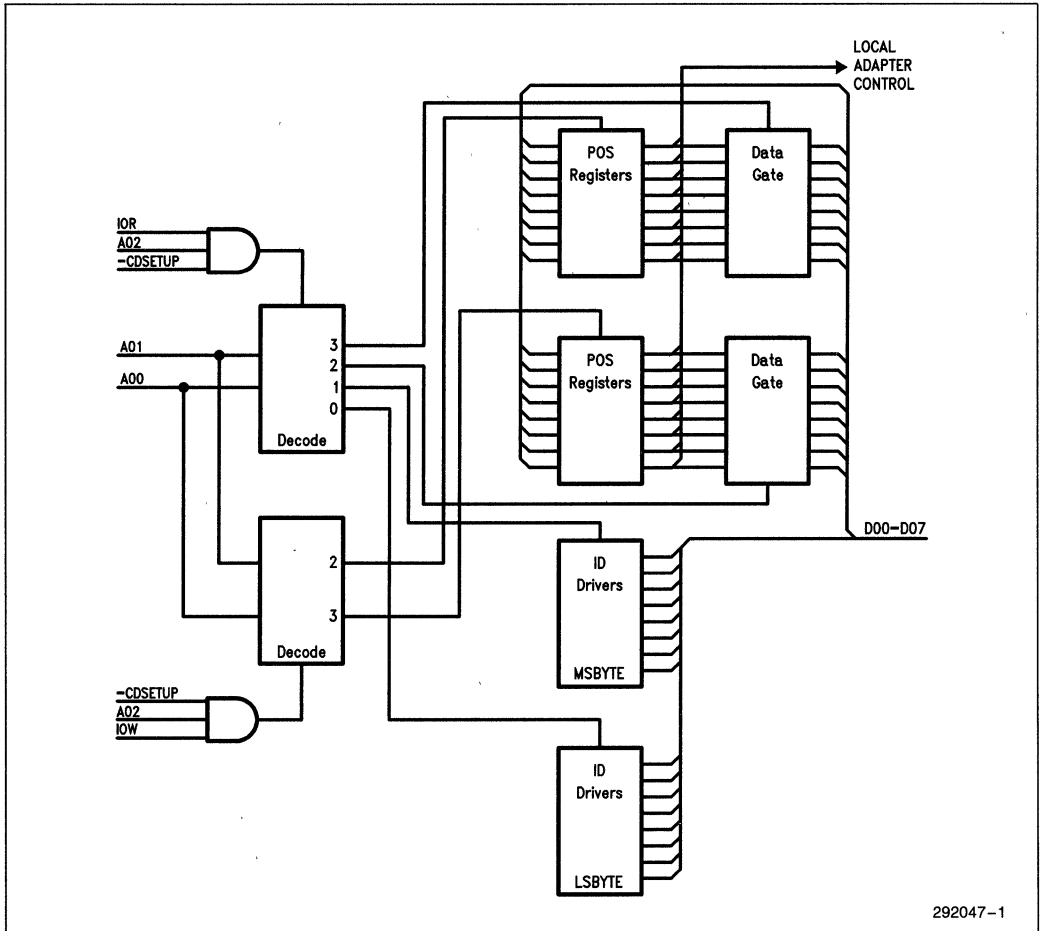 LOCAL
ADAPTER
CONTROL
POS
Registers
Data
Gate
IOR
A02
-CDSETUP
A01
A00
3
2
1
0
Decode
POS
Registers
Data
Gate
D00-D07
2
3
Decode
ID
Drivers
MSBYTE
-CDSETUP
A02
IOW
ID
Drivers
LSBYTE
292047-1